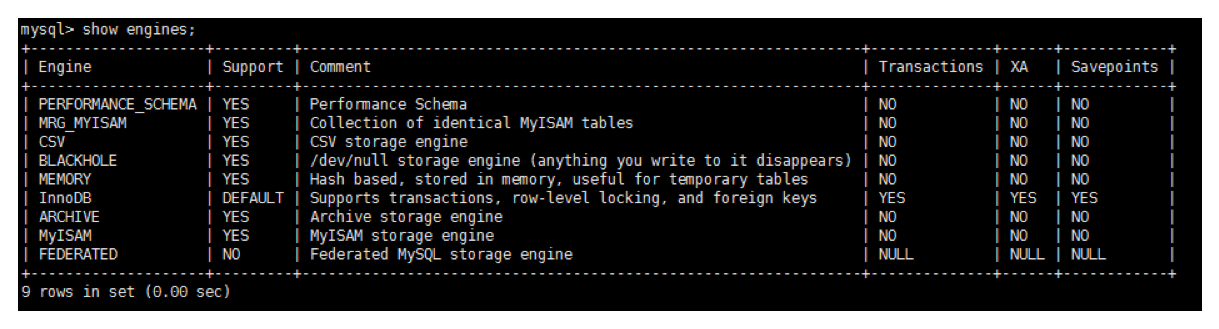 mysql> show engines;
+--------------------+---------+----------------------------------------------------------------+--------------+------+------------+
| Engine             | Support | Comment                                                        | Transactions | XA   | Savepoints |
+--------------------+---------+----------------------------------------------------------------+--------------+------+------------+
| PERFORMANCE_SCHEMA | YES     | Performance Schema                                             | NO           | NO   | NO         |
| MRG_MYISAM         | YES     | Collection of identical MyISAM tables                          | NO           | NO   | NO         |
| CSV                | YES     | CSV storage engine                                             | NO           | NO   | NO         |
| BLACKHOLE          | YES     | /dev/null storage engine (anything you write to it disappears) | NO           | NO   | NO         |
| MEMORY             | YES     | Hash based, stored in memory, useful for temporary tables      | NO           | NO   | NO         |
| InnoDB             | DEFAULT | Supports transactions, row-level locking, and foreign keys     | YES          | YES  | YES        |
| ARCHIVE            | YES     | Archive storage engine                                         | NO           | NO   | NO         |
| MyISAM             | YES     | MyISAM storage engine                                          | NO           | NO   | NO         |
| FEDERATED          | NO      | Federated MySQL storage engine                                 | NULL         | NULL | NULL       |
+--------------------+---------+----------------------------------------------------------------+--------------+------+------------+
9 rows in set (0.00 sec)